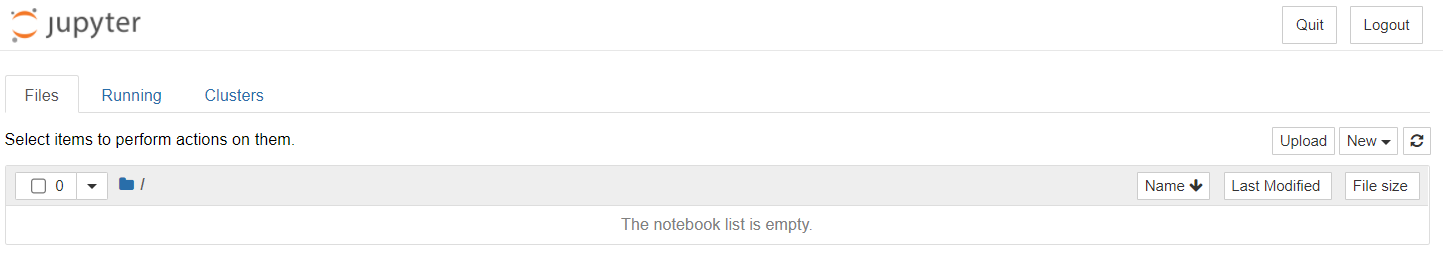 jupyter
Quit Logout
Files Running Clusters
Select items to perform actions on them.
Upload New
0 / Name Last Modified File size
The notebook list is empty.